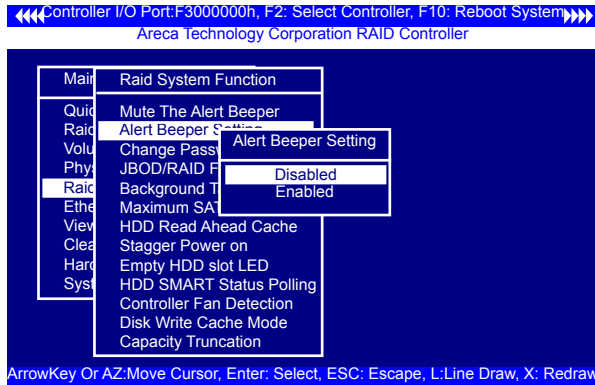 Controller I/O Port:F3000000h, F2: Select Controller, F10: Reboot System
Areca Technology Corporation RAID Controller
Mair
Raid System Function
Quic
Raid
Volu
Phys
Raid
Ethe
View
Clea
Hard
Syst
Mute The Alert Beeper
Alert Beeper Setting
Change Passw
JBOD/RAID F
Background T
Maximum SAT
HDD Read Ahead Cache
Stagger Power on
Empty HDD slot LED
HDD SMART Status Polling
Controller Fan Detection
Disk Write Cache Mode
Capacity Truncation
Alert Beeper Setting
Disabled
Enabled
ArrowKey Or AZ:Move Cursor, Enter: Select, ESC: Escape, L:Line Draw, X: Redraw